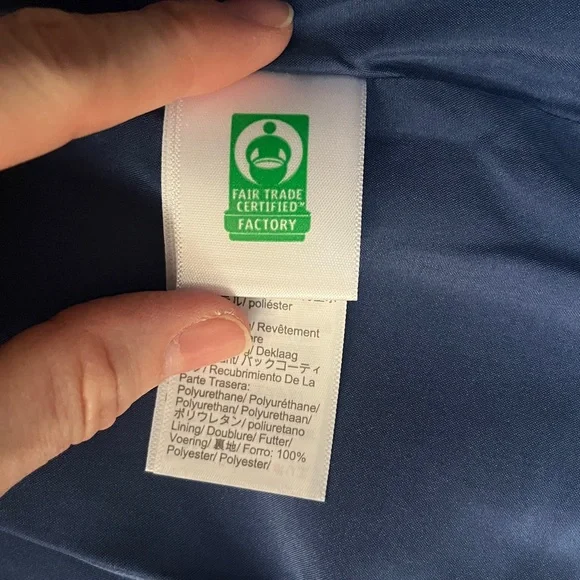 FAIR TRADE
CERTIFIED™
FACTORY
/ poliéster
/ Revêtement
/ Deklaag
/ バックコーティ
/ Recubrimiento De La
Parte Trasera:
Polyurethane/ Polyuréthane/
Polyurethan/ Polyurethaan/
ポリウレタン/ poliuretano
Lining/ Doublure/ Futter/
Voering/ 裏地/ Forro: 100%
Polyester/ Polyester/